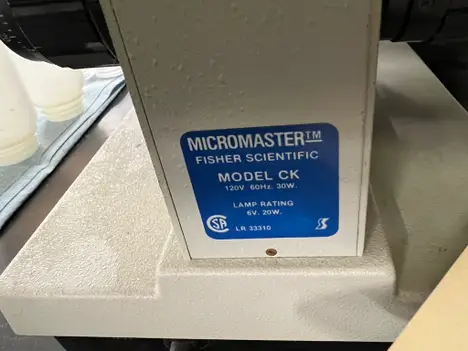 MICROMASTER™
FISHER SCIENTIFIC
MODEL CK
120V 60Hz. 30W.
LAMP RATING
6V. 20W.
LR 33310